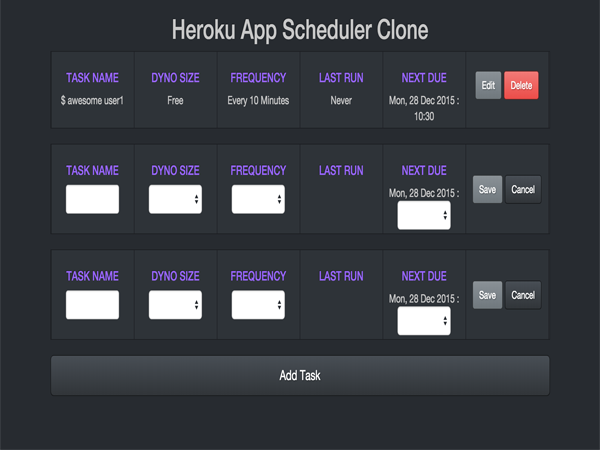 Heroku App Scheduler Clone
TASK NAME DYNO SIZE FREQUENCY LAST RUN NEXT DUE
$ awesome user1 Free Every 10 Minutes Never Mon, 28 Dec 2015 :
10:30
Edit Delete
TASK NAME DYNO SIZE FREQUENCY LAST RUN NEXT DUE
Mon, 28 Dec 2015 :
Save Cancel
TASK NAME DYNO SIZE FREQUENCY LAST RUN NEXT DUE
Mon, 28 Dec 2015 :
Save Cancel
Add Task